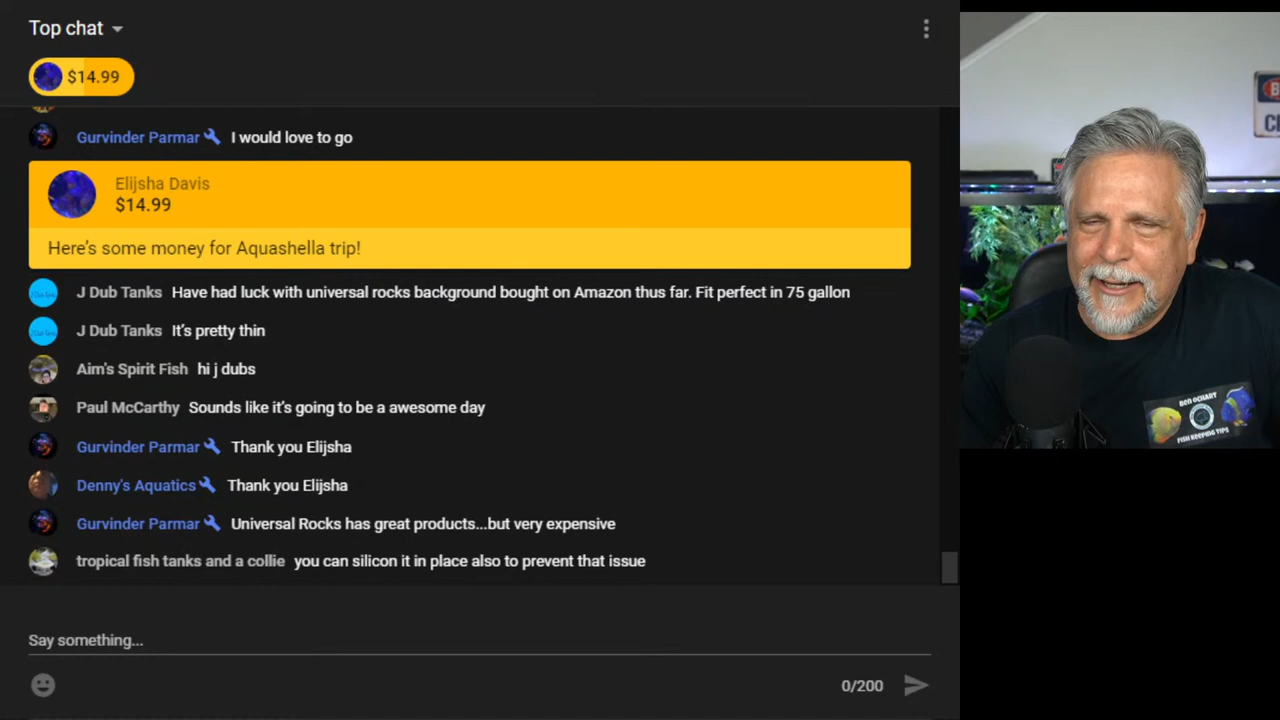 Top chat
$14.99
Gurvinder Parmar I would love to go
Elijsha Davis
$14.99
Here's some money for Aquashella trip!
J Dub Tanks Have had luck with universal rocks background bought on Amazon thus far. Fit perfect in 75 gallon
J Dub Tanks It's pretty thin
Aim's Spirit Fish hi j dubs
Paul McCarthy Sounds like it's going to be a awesome day
Gurvinder Parmar Thank you Elijsha
Denny's Aquatics Thank you Elijsha
Gurvinder Parmar Universal Rocks has great products...but very expensive
tropical fish tanks and a collie you can silicon it in place also to prevent that issue
Say something...
0/200
BEN OCHART
FISH KEEPING TIPS